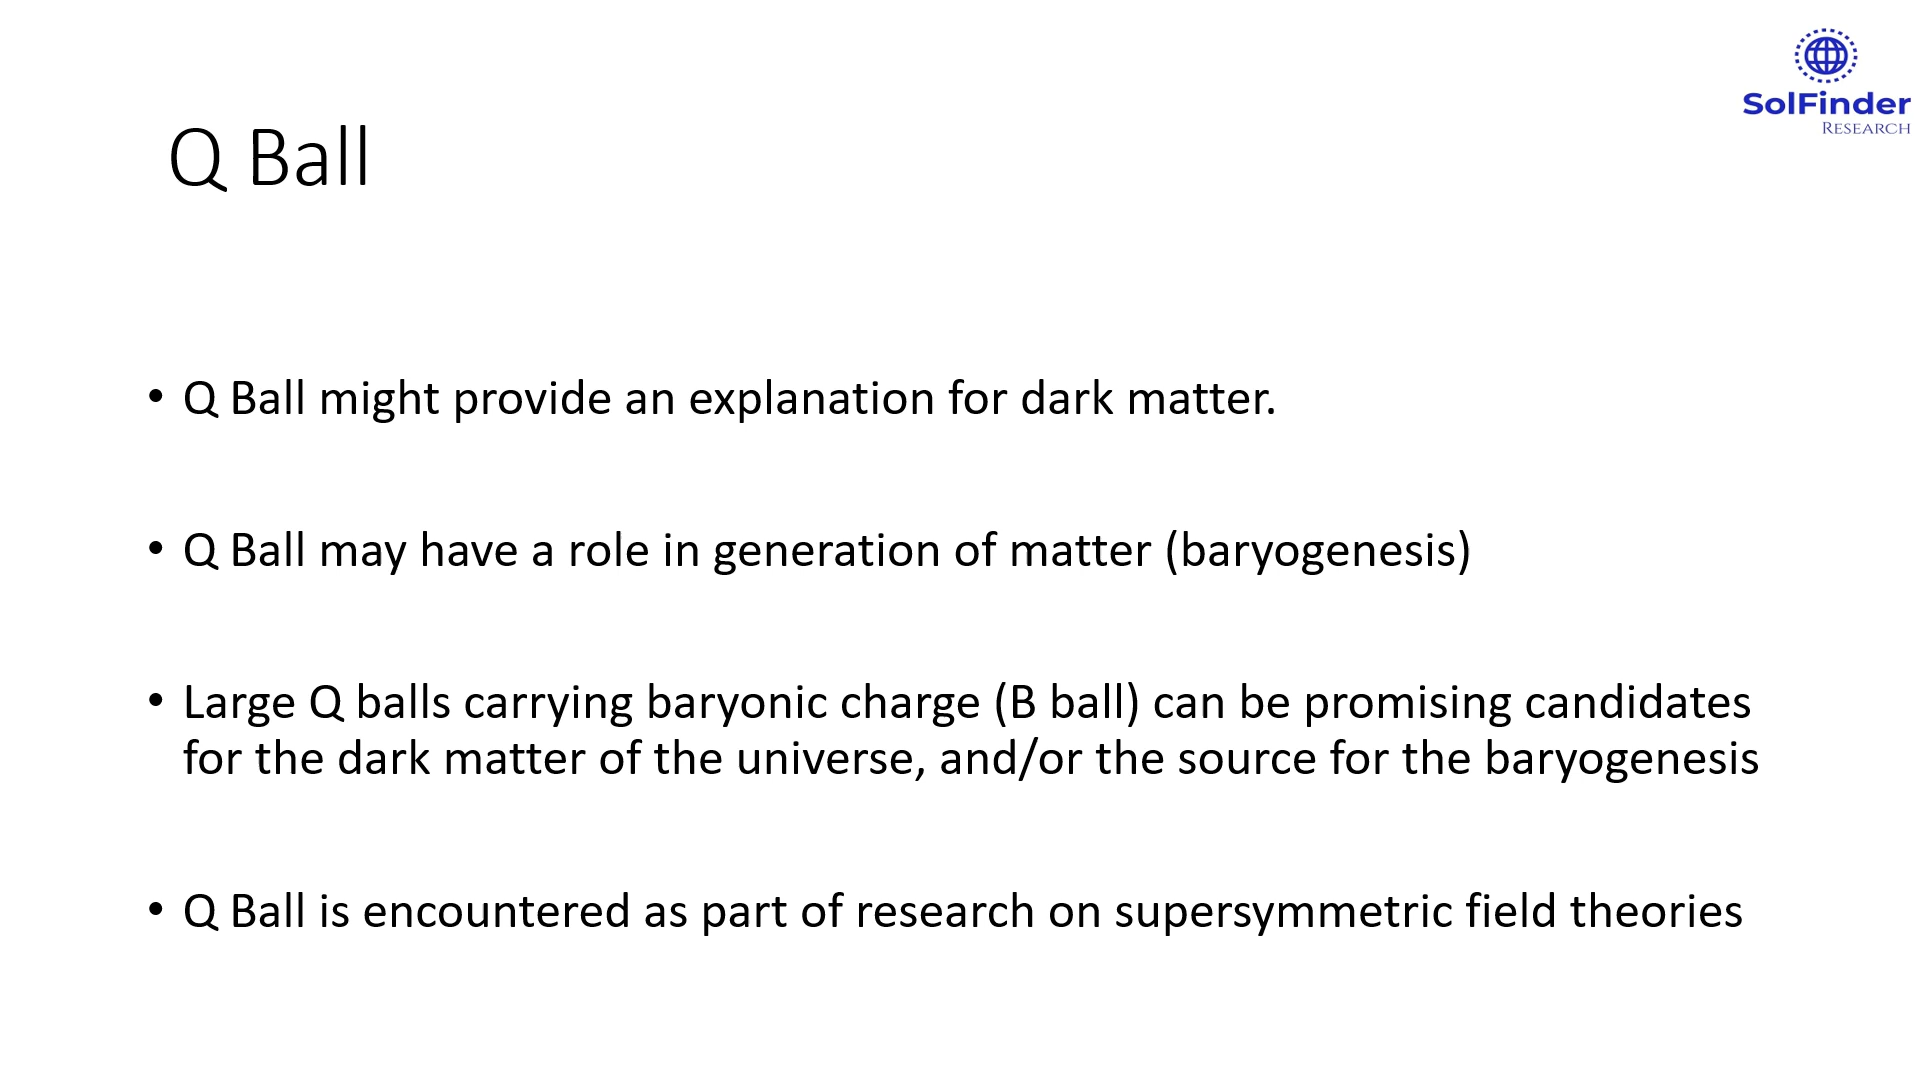 SolFinder
RESEARCH
Q Ball
• Q Ball might provide an explanation for dark matter.
• Q Ball may have a role in generation of matter (baryogenesis)
• Large Q balls carrying baryonic charge (B ball) can be promising candidates
for the dark matter of the universe, and/or the source for the baryogenesis
• Q Ball is encountered as part of research on supersymmetric field theories